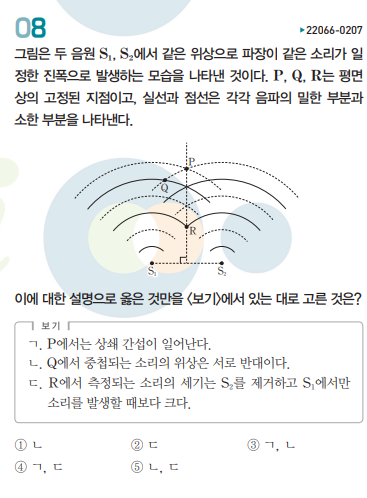 08
▶22066-0207
그림은 두 음원 S₁, S₂에서 같은 위상으로 파장이 같은 소리가 일
정한 진폭으로 발생하는 모습을 나타낸 것이다. P, Q, R는 평면
상의 고정된 지점이고, 실선과 점선은 각각 음파의 밀한 부분과
소한 부분을 나타낸다.
P
Q
R
S₁ S₂
이에 대한 설명으로 옳은 것만을 〈보기〉에서 있는 대로 고른 것은?
보기
ㄱ. P에서는 상쇄 간섭이 일어난다.
ㄴ. Q에서 중첩되는 소리의 위상은 서로 반대이다.
ㄷ. R에서 측정되는 소리의 세기는 S₂를 제거하고 S₁에서만
소리를 발생할 때보다 크다.
① ㄴ ② ㄷ ③ ㄱ, ㄴ
④ ㄱ, ㄷ ⑤ ㄴ, ㄷ